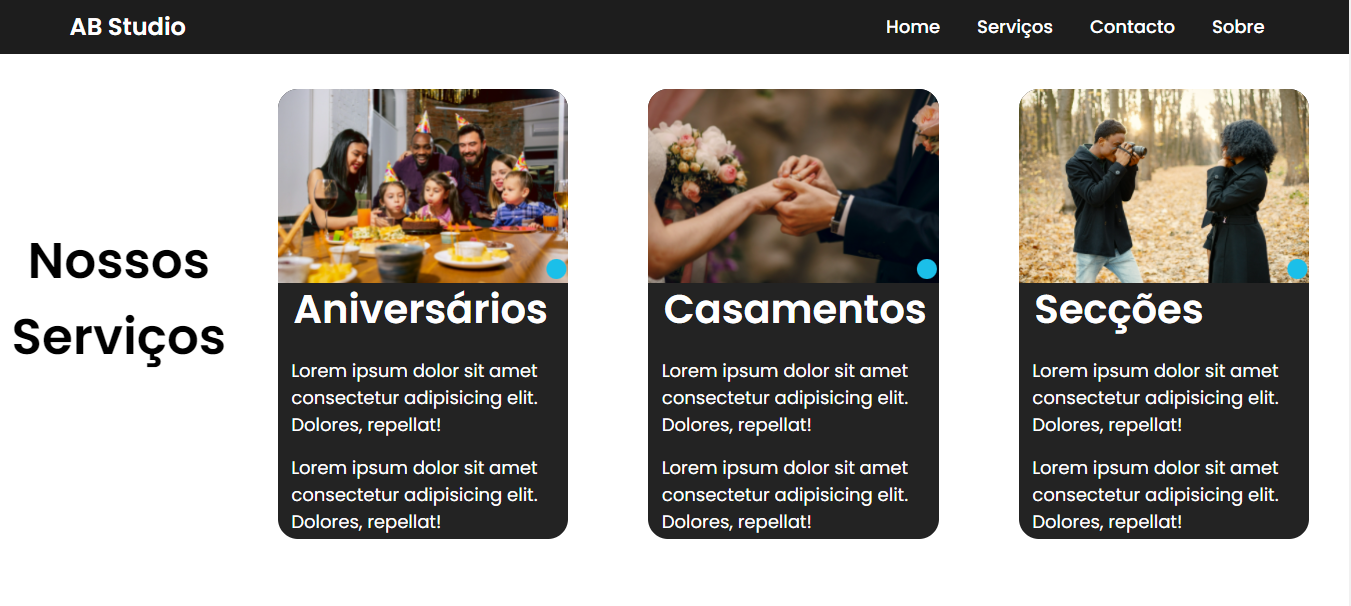 AB Studio
Home Serviços Contacto Sobre
Nossos
Serviços
Aniversários
Lorem ipsum dolor sit amet
consectetur adipisicing elit.
Dolores, repellat!
Lorem ipsum dolor sit amet
consectetur adipisicing elit.
Dolores, repellat!
Casamentos
Lorem ipsum dolor sit amet
consectetur adipisicing elit.
Dolores, repellat!
Lorem ipsum dolor sit amet
consectetur adipisicing elit.
Dolores, repellat!
Secções
Lorem ipsum dolor sit amet
consectetur adipisicing elit.
Dolores, repellat!
Lorem ipsum dolor sit amet
consectetur adipisicing elit.
Dolores, repellat!